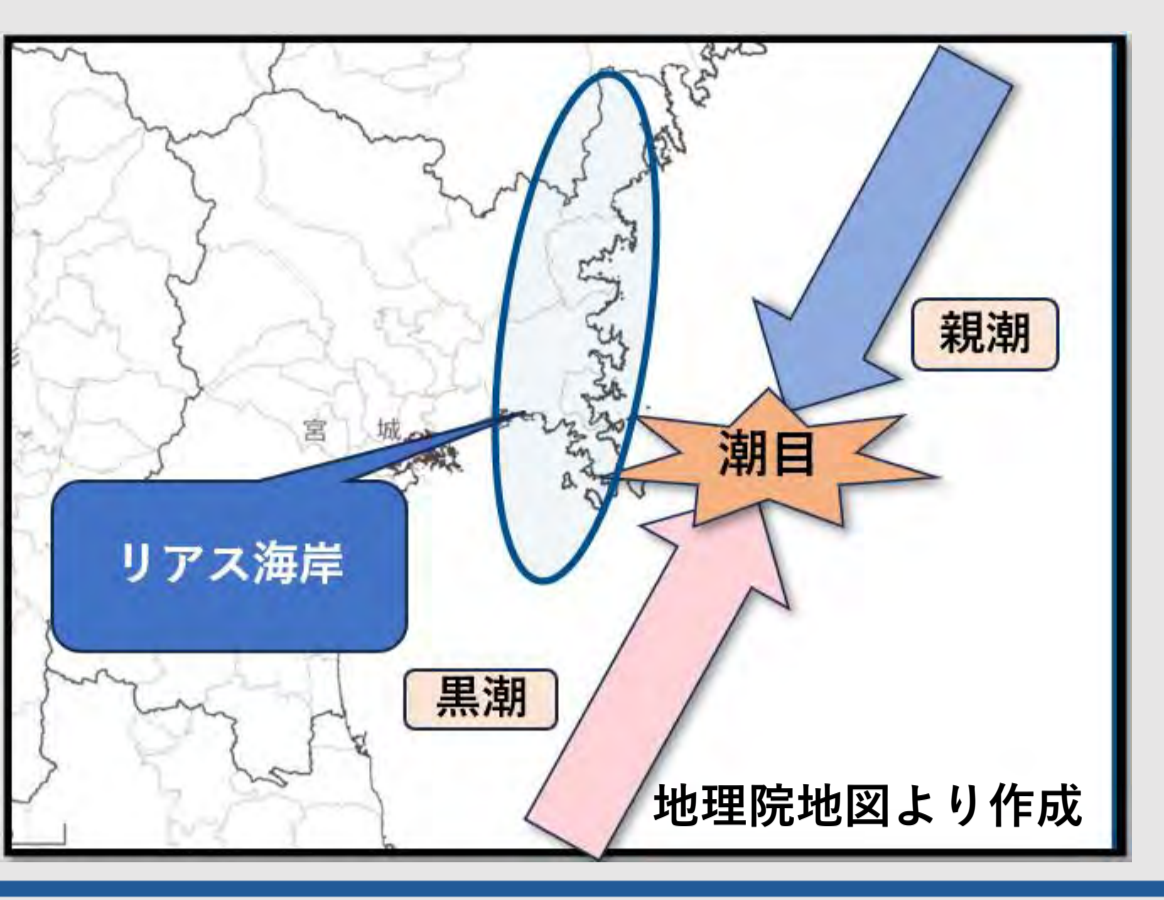 親潮
宮 城
潮目
リアス海岸
黒潮
地理院地図より作成